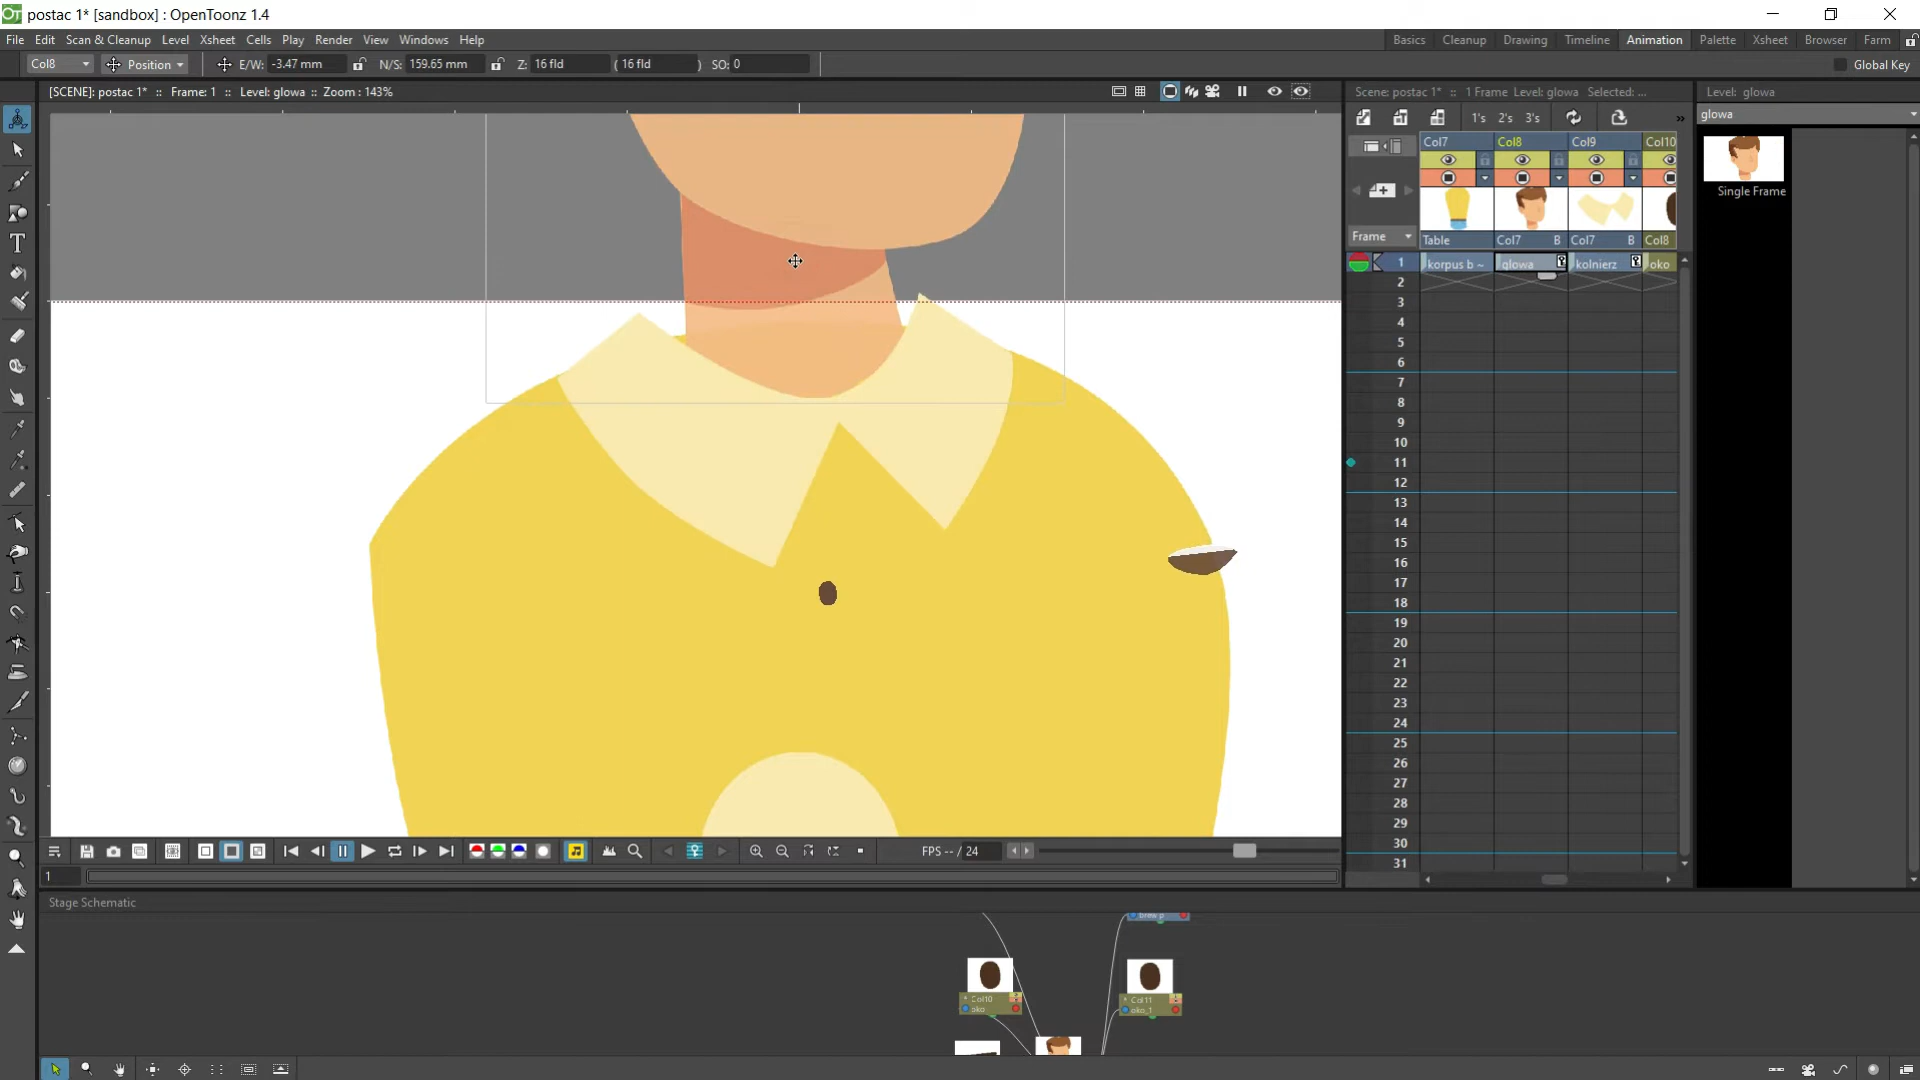 postac 1* [sandbox] : OpenToonz 1.4
File Edit Scan & Cleanup Level Xsheet Cells Play Render View Windows Help
Basics Cleanup Drawing Timeline Animation Palette Xsheet Browser Farm
Col8 Position E/W: -3.47 mm N/S: 159.65 mm Z: 16 fld ( 16 fld ) SO: 0 Global Key
[SCENE]: postac 1* :: Frame: 1 :: Level: glowa :: Zoom : 143%
Scene: postac 1* :: 1 Frame Level: glowa Selected: ...
Level: glowa
glowa
1's 2's 3's
Col7 Col8 Col9 Col10
Single Frame
Frame Table Col7 B Col7 B Col8
1 korpus b ~ glowa kolnierz oko
2
3
4
5
6
7
8
9
10
11
12
13
14
15
16
17
18
19
20
21
22
23
24
25
26
27
28
29
30
31
FPS -- / 24
1
Stage Schematic
brew p
Col10
oko
Col11
oko_1